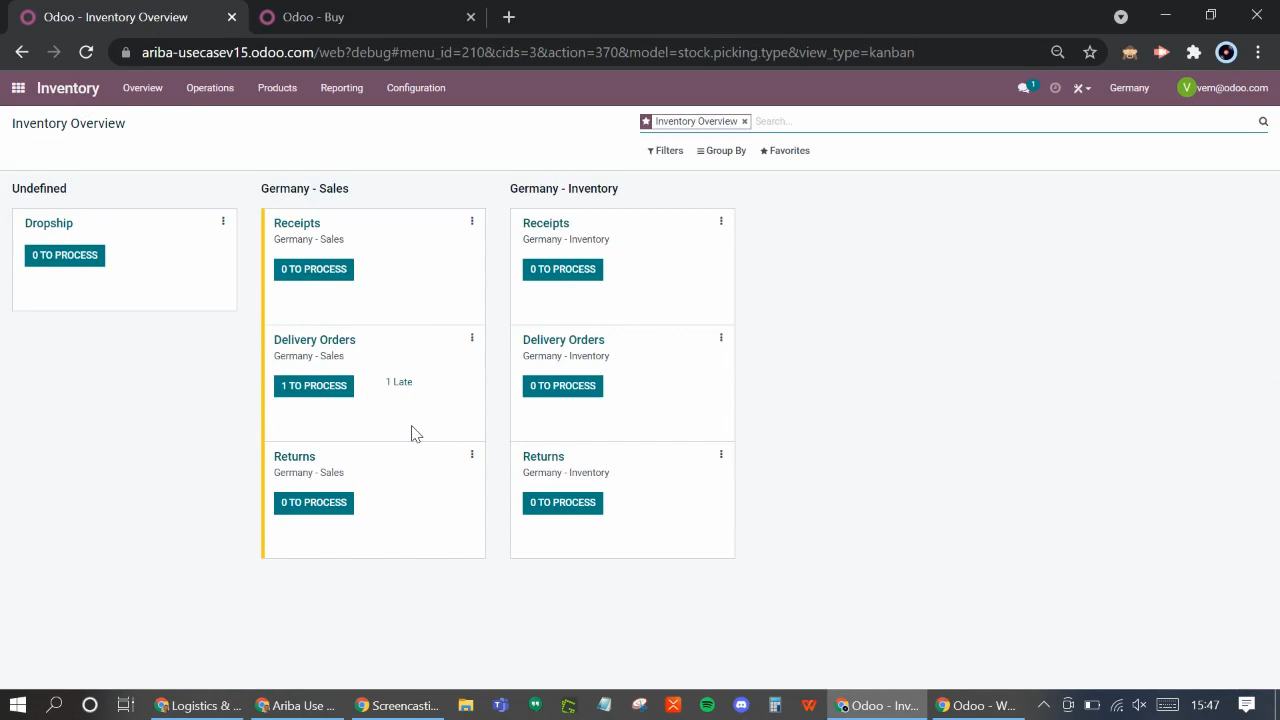 Odoo - Inventory Overview
Odoo - Buy
ariba-usecasev15.odoo.com/web?debug#menu_id=210&cids=3&action=370&model=stock.picking.type&view_type=kanban
Inventory Overview Operations Products Reporting Configuration
1 Germany V vem@odoo.com
Inventory Overview
Inventory Overview × Search...
Filters Group By Favorites
Undefined
Dropship
0 TO PROCESS
Germany - Sales
Receipts
Germany - Sales
0 TO PROCESS
Delivery Orders
Germany - Sales
1 TO PROCESS 1 Late
Returns
Germany - Sales
0 TO PROCESS
Germany - Inventory
Receipts
Germany - Inventory
0 TO PROCESS
Delivery Orders
Germany - Inventory
0 TO PROCESS
Returns
Germany - Inventory
0 TO PROCESS
Logistics & ... Ariba Use ... Screencasti... Odoo - Inv... Odoo - W... 15:47